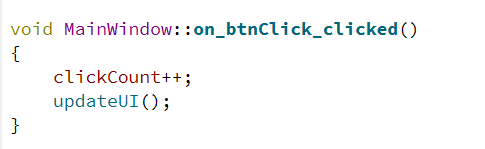 void MainWindow::on_btnClick_clicked()
{
    clickCount++;
    updateUI();
}